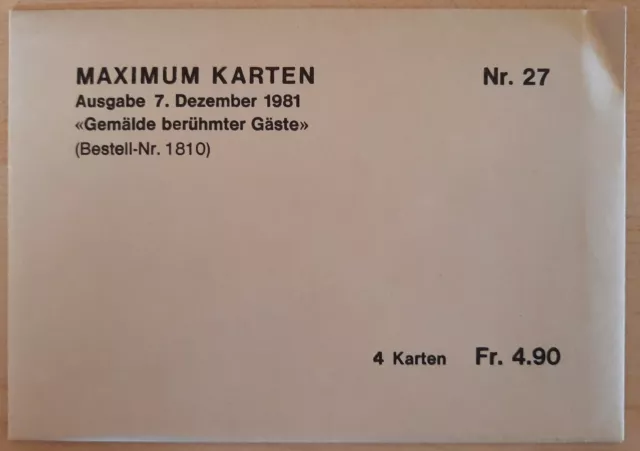 MAXIMUM KARTEN Nr. 27
Ausgabe 7. Dezember 1981
«Gemälde berühmter Gäste»
(Bestell-Nr. 1810)
4 Karten Fr. 4.90